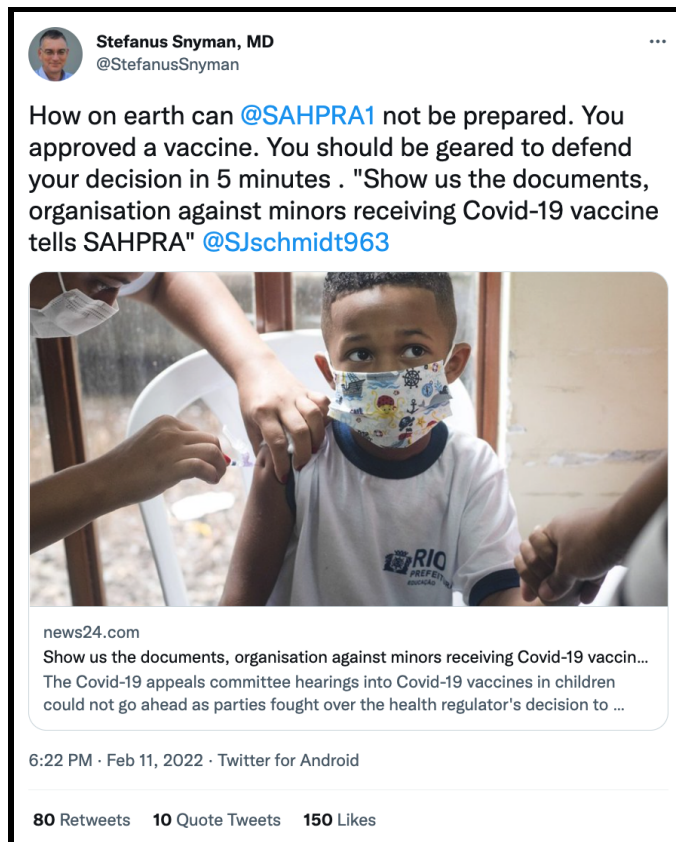 Stefanus Snyman, MD
@StefanusSnyman
How on earth can @SAHPRA1 not be prepared. You
approved a vaccine. You should be geared to defend
your decision in 5 minutes . "Show us the documents,
organisation against minors receiving Covid-19 vaccine
tells SAHPRA" @SJschmidt963
RIO
PREFEIT
EDUCAÇÃO
news24.com
Show us the documents, organisation against minors receiving Covid-19 vaccin...
The Covid-19 appeals committee hearings into Covid-19 vaccines in children
could not go ahead as parties fought over the health regulator's decision to ...
6:22 PM · Feb 11, 2022 · Twitter for Android
80 Retweets 10 Quote Tweets 150 Likes